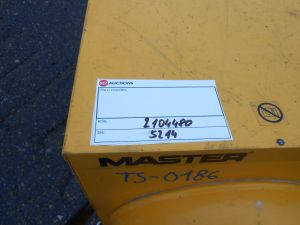 AUCTIONS
2104480
5214
MASTER
TS-0186